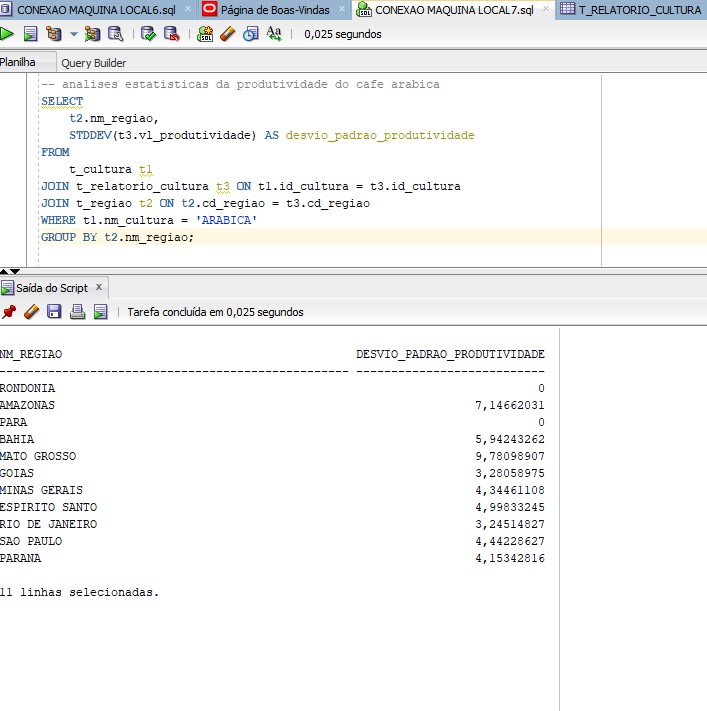 CONEXAO MAQUINA LOCAL6.sql × Página de Boas-Vindas × CONEXAO MAQUINA LOCAL7.sql × T_RELATORIO_CULTURA
0,025 segundos
Planilha Query Builder
-- analises estatisticas da produtividade do cafe arabica
SELECT
t2.nm_regiao,
STDDEV(t3.vl_produtividade) AS desvio_padrao_produtividade
FROM
t_cultura t1
JOIN t_relatorio_cultura t3 ON t1.id_cultura = t3.id_cultura
JOIN t_regiao t2 ON t2.cd_regiao = t3.cd_regiao
WHERE t1.nm_cultura = 'ARABICA'
GROUP BY t2.nm_regiao;
Saída do Script x
Tarefa concluída em 0,025 segundos
NM_REGIAO DESVIO_PADRAO_PRODUTIVIDADE
-------------------------------------------------- ---------------------------
RONDONIA 0
AMAZONAS 7,14662031
PARA 0
BAHIA 5,94243262
MATO GROSSO 9,78098907
GOIAS 3,28058975
MINAS GERAIS 4,34461108
ESPIRITO SANTO 4,99833245
RIO DE JANEIRO 3,24514827
SAO PAULO 4,44228627
PARANA 4,15342816
11 linhas selecionadas.